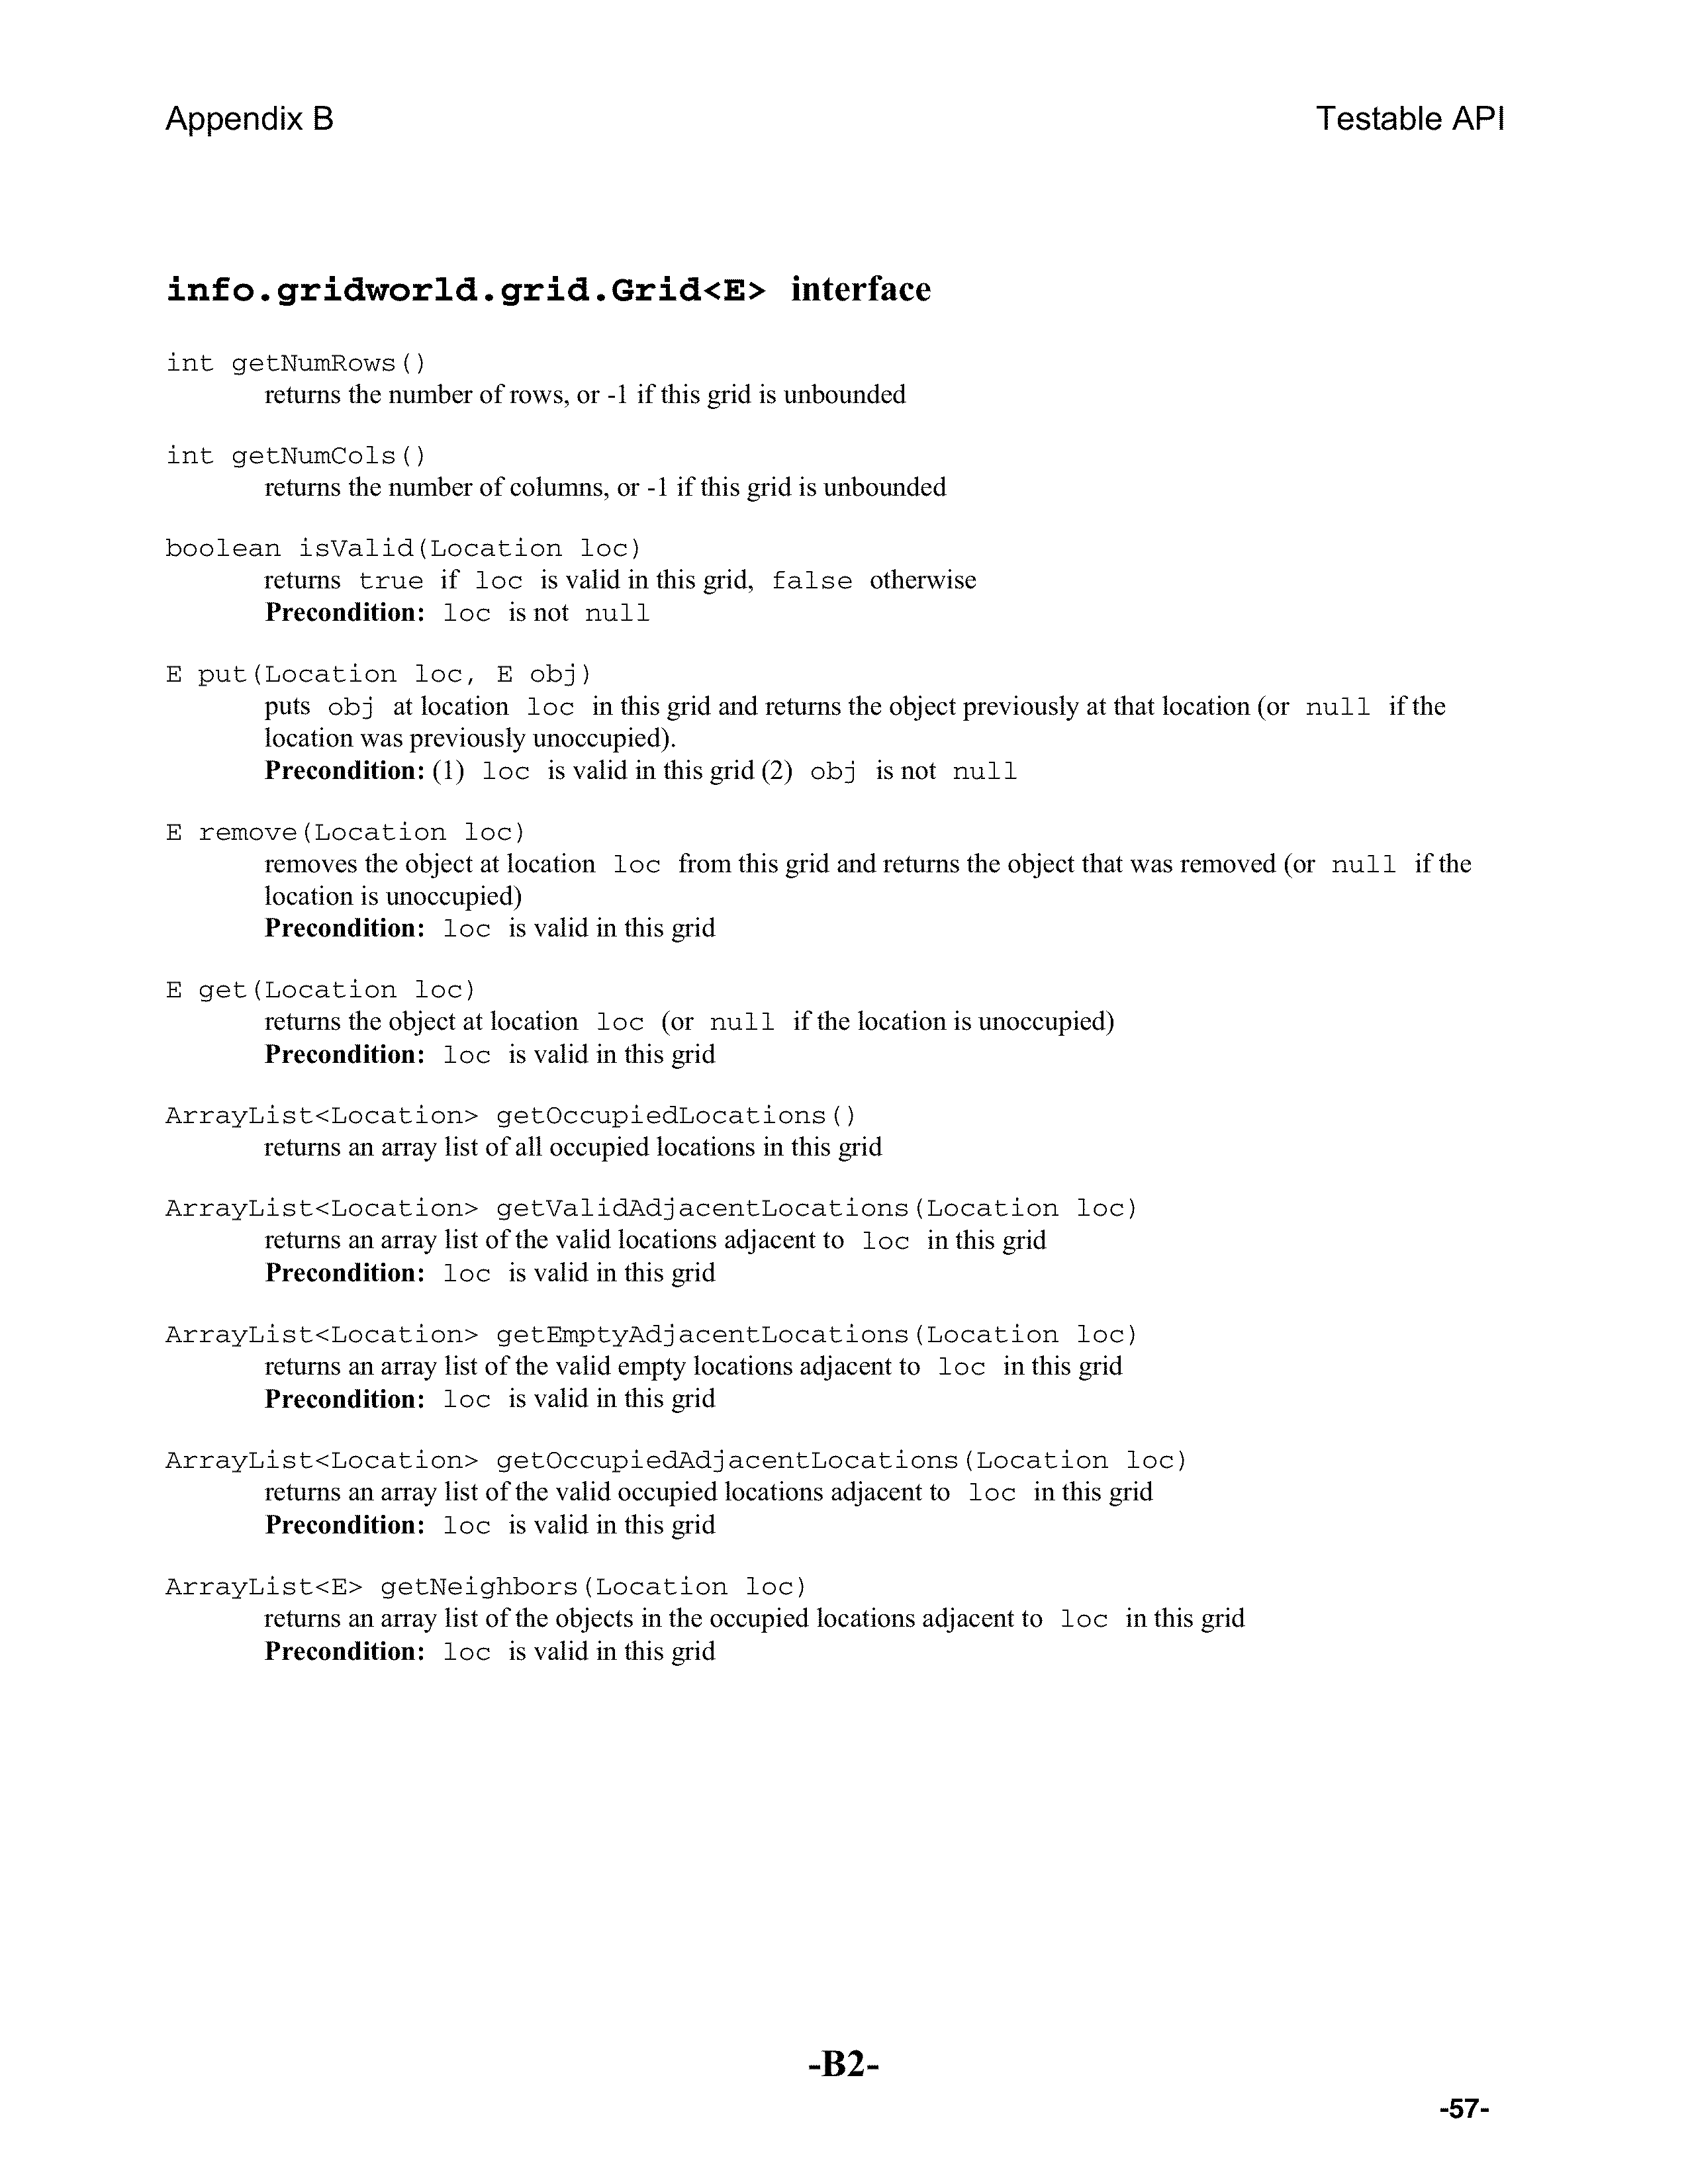 Appendix B Testable API
info.gridworld.grid.Grid<E> interface
int getNumRows()
returns the number of rows, or -1 if this grid is unbounded
int getNumCols()
returns the number of columns, or -1 if this grid is unbounded
boolean isValid(Location loc)
returns true if loc is valid in this grid, false otherwise
Precondition: loc is not null
E put(Location loc, E obj)
puts obj at location loc in this grid and returns the object previously at that location (or null if the
location was previously unoccupied).
Precondition: (1) loc is valid in this grid (2) obj is not null
E remove(Location loc)
removes the object at location loc from this grid and returns the object that was removed (or null if the
location is unoccupied)
Precondition: loc is valid in this grid
E get(Location loc)
returns the object at location loc (or null if the location is unoccupied)
Precondition: loc is valid in this grid
ArrayList<Location> getOccupiedLocations()
returns an array list of all occupied locations in this grid
ArrayList<Location> getValidAdjacentLocations(Location loc)
returns an array list of the valid locations adjacent to loc in this grid
Precondition: loc is valid in this grid
ArrayList<Location> getEmptyAdjacentLocations(Location loc)
returns an array list of the valid empty locations adjacent to loc in this grid
Precondition: loc is valid in this grid
ArrayList<Location> getOccupiedAdjacentLocations(Location loc)
returns an array list of the valid occupied locations adjacent to loc in this grid
Precondition: loc is valid in this grid
ArrayList<E> getNeighbors(Location loc)
returns an array list of the objects in the occupied locations adjacent to loc in this grid
Precondition: loc is valid in this grid
-B2-
-57-